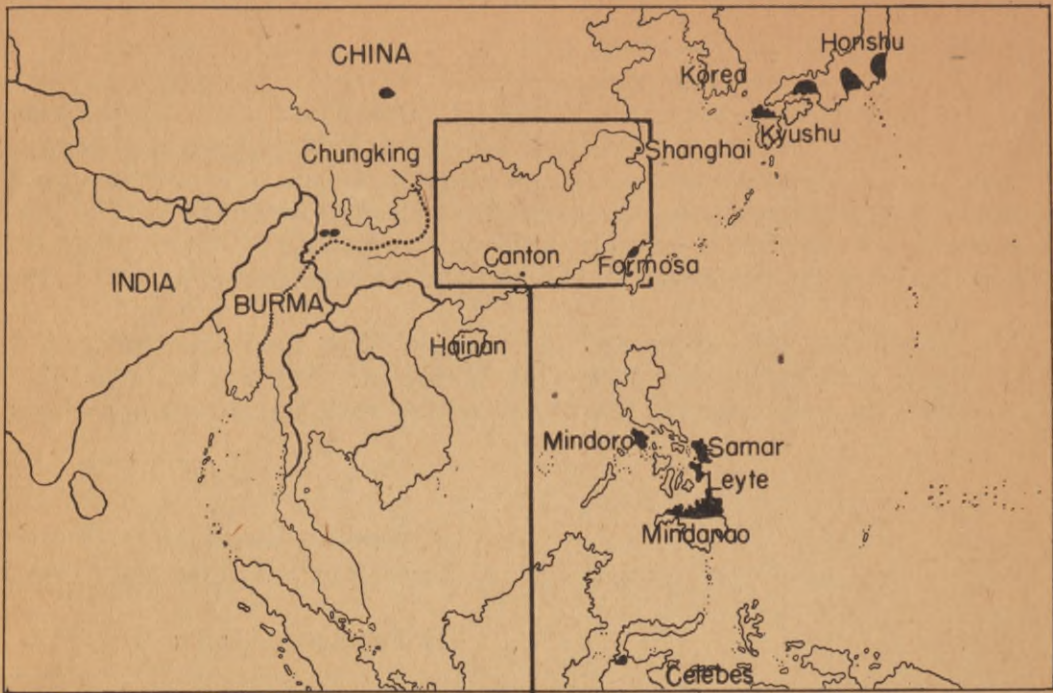 CHINA
Honshu
Korea
Kyushu
Chungking
Shanghai
Canton
Formosa
INDIA
BURMA
Hainan
Mindoro
Samar
Leyte
Mindanao
Celebes